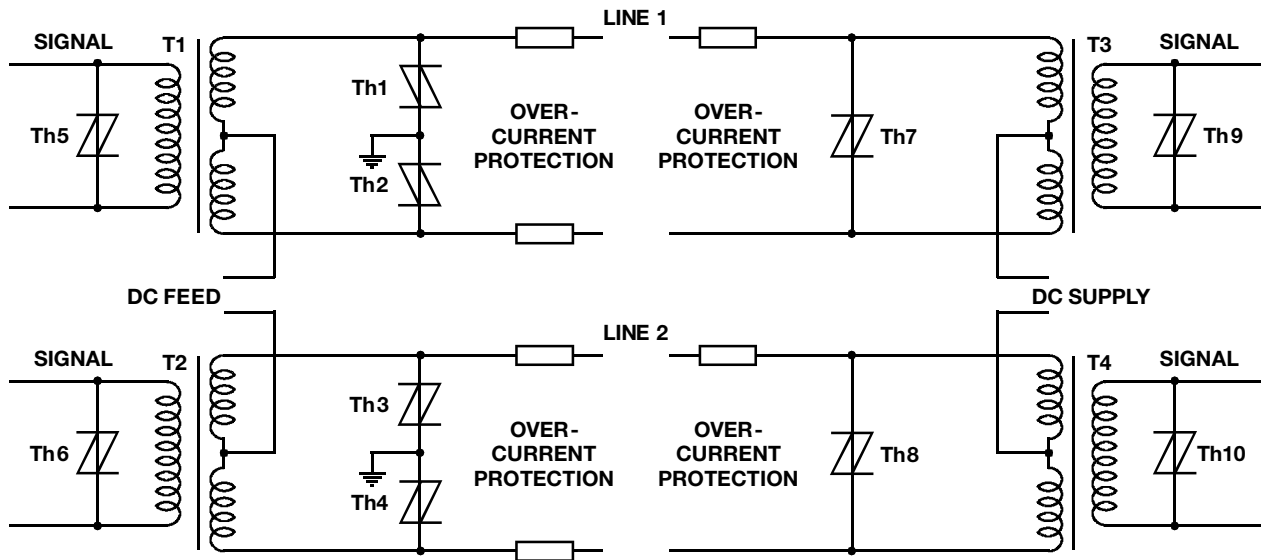 LINE 1
SIGNAL
T1
T3
SIGNAL
Th1
OVER-
CURRENT
PROTECTION
OVER-
CURRENT
PROTECTION
Th5
Th7
Th9
Th2
DC FEED
DC SUPPLY
LINE 2
SIGNAL
T2
T4
SIGNAL
Th3
OVER-
CURRENT
PROTECTION
OVER-
CURRENT
PROTECTION
Th6
Th8
Th10
Th4